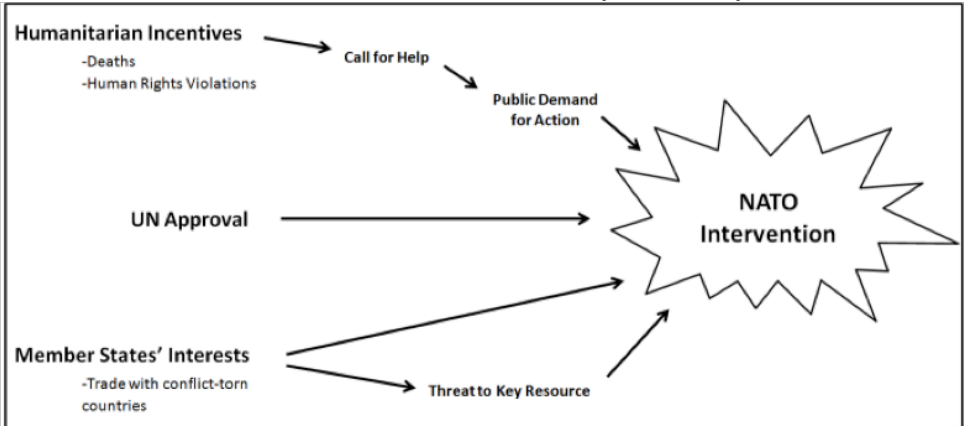 Humanitarian Incentives
-Deaths
-Human Rights Violations
Call for Help
Public Demand
for Action
UN Approval
NATO
Intervention
Member States’ Interests
-Trade with conflict-torn
countries
Threat to Key Resource